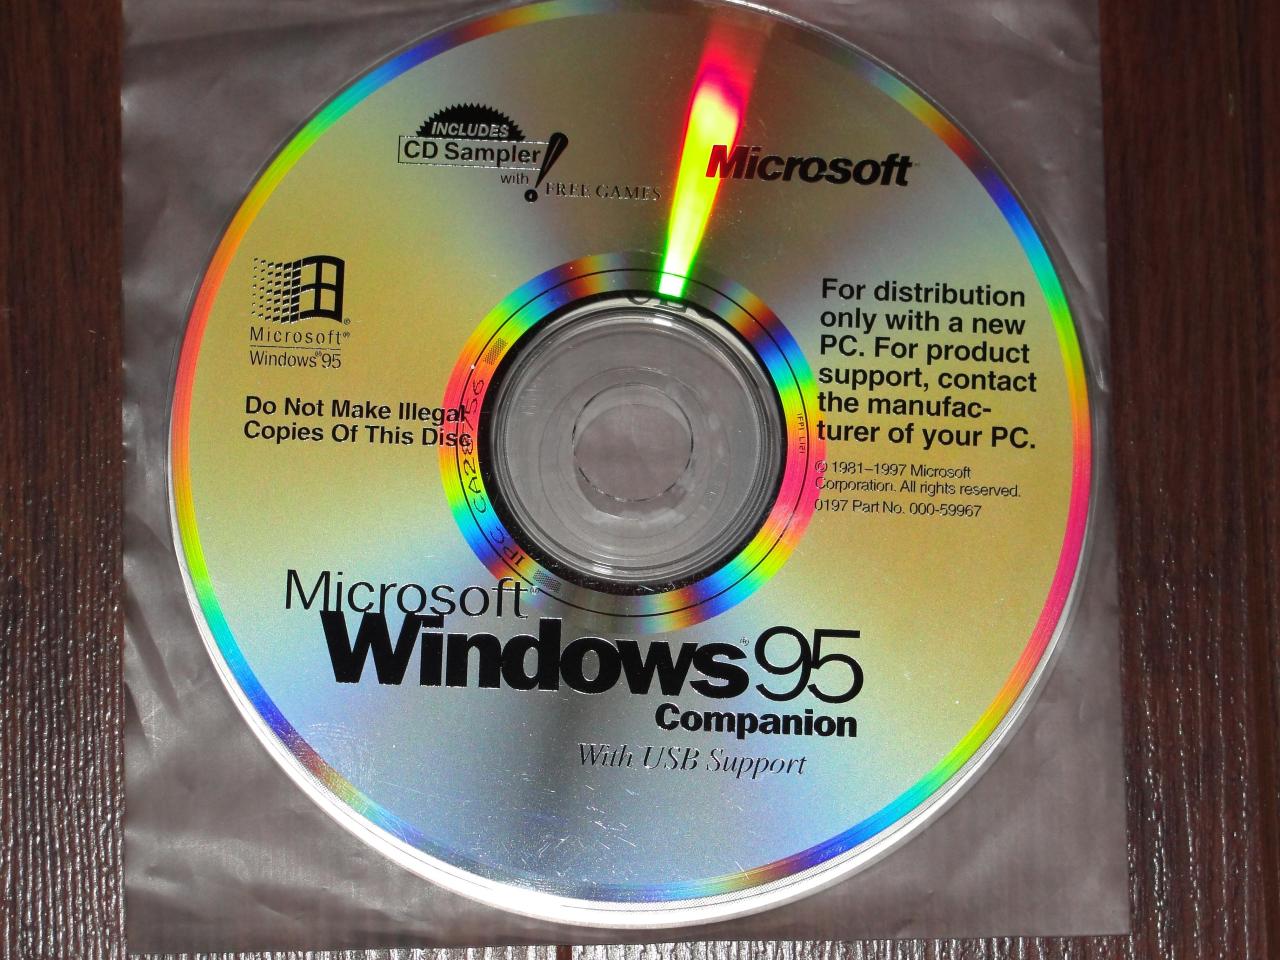 INCLUDES
CD Sampler
with
FREE GAMES
Microsoft
Microsoft®
Windows®95
Do Not Make Illegal
Copies Of This Disc
For distribution
only with a new
PC. For product
support, contact
the manufac-
turer of your PC.
© 1981–1997 Microsoft
Corporation. All rights reserved.
0197 Part No. 000-59967
IFPI
IPC
Microsoft
Windows®95
Companion
With USB Support